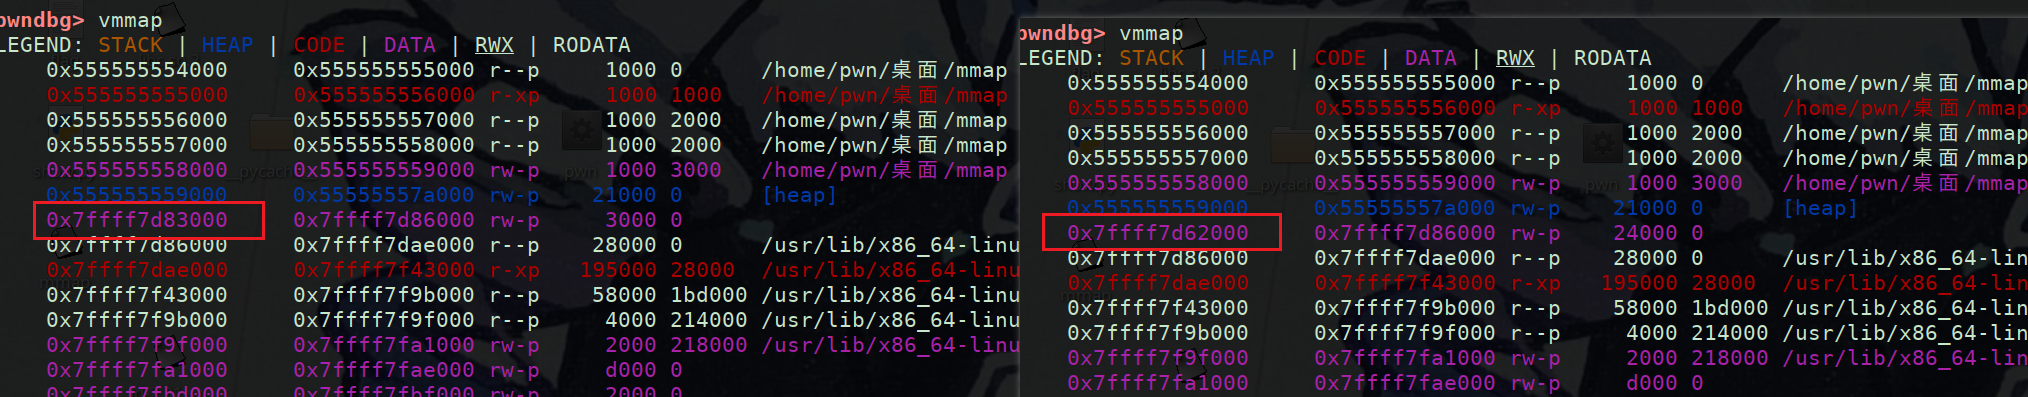 pwndbg> vmmap
LEGEND: STACK | HEAP | CODE | DATA | RWX | RODATA
0x555555554000 0x555555555000 r--p 1000 0 /home/pwn/桌面/mmap
0x555555555000 0x555555556000 r-xp 1000 1000 /home/pwn/桌面/mmap
0x555555556000 0x555555557000 r--p 1000 2000 /home/pwn/桌面/mmap
0x555555557000 0x555555558000 r--p 1000 2000 /home/pwn/桌面/mmap
0x555555558000 0x555555559000 rw-p 1000 3000 /home/pwn/桌面/mmap
0x555555559000 0x55555557a000 rw-p 21000 0 [heap]
0x7ffff7d83000 0x7ffff7d86000 rw-p 3000 0
0x7ffff7d86000 0x7ffff7dae000 r--p 28000 0 /usr/lib/x86_64-linu
0x7ffff7dae000 0x7ffff7f43000 r-xp 195000 28000 /usr/lib/x86_64-linu
0x7ffff7f43000 0x7ffff7f9b000 r--p 58000 1bd000 /usr/lib/x86_64-linu
0x7ffff7f9b000 0x7ffff7f9f000 r--p 4000 214000 /usr/lib/x86_64-linu
0x7ffff7f9f000 0x7ffff7fa1000 rw-p 2000 218000 /usr/lib/x86_64-linu
0x7ffff7fa1000 0x7ffff7fae000 rw-p d000 0
0x7ffff7fbd000 0x7ffff7fbf000 rw-p 2000 0
pwndbg> vmmap
LEGEND: STACK | HEAP | CODE | DATA | RWX | RODATA
0x555555554000 0x555555555000 r--p 1000 0 /home/pwn/桌面/mmap
0x555555555000 0x555555556000 r-xp 1000 1000 /home/pwn/桌面/mmap
0x555555556000 0x555555557000 r--p 1000 2000 /home/pwn/桌面/mmap
0x555555557000 0x555555558000 r--p 1000 2000 /home/pwn/桌面/mmap
0x555555558000 0x555555559000 rw-p 1000 3000 /home/pwn/桌面/mmap
0x555555559000 0x55555557a000 rw-p 21000 0 [heap]
0x7ffff7d62000 0x7ffff7d86000 rw-p 24000 0
0x7ffff7d86000 0x7ffff7dae000 r--p 28000 0 /usr/lib/x86_64-lin
0x7ffff7dae000 0x7ffff7f43000 r-xp 195000 28000 /usr/lib/x86_64-lin
0x7ffff7f43000 0x7ffff7f9b000 r--p 58000 1bd000 /usr/lib/x86_64-lin
0x7ffff7f9b000 0x7ffff7f9f000 r--p 4000 214000 /usr/lib/x86_64-lin
0x7ffff7f9f000 0x7ffff7fa1000 rw-p 2000 218000 /usr/lib/x86_64-lin
0x7ffff7fa1000 0x7ffff7fae000 rw-p d000 0